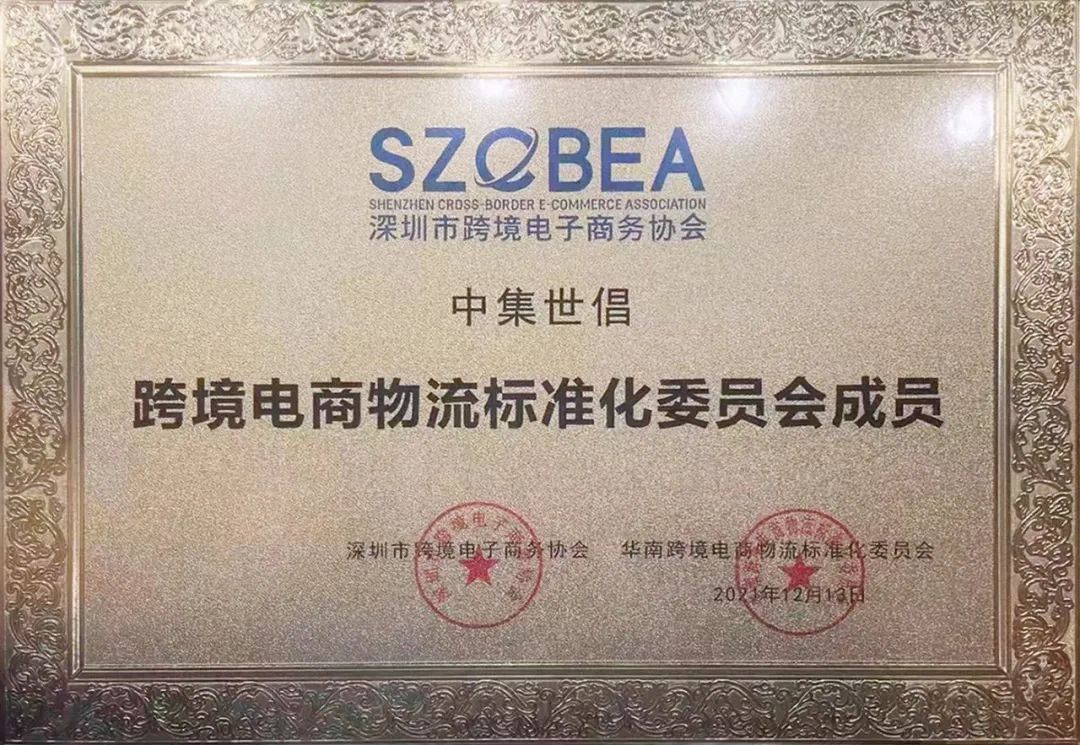 SZCBEA
SHENZHEN CROSS-BORDER E-COMMERCE ASSOCIATION
深圳市跨境电子商务协会
中集世倡
跨境电商物流标准化委员会成员
深圳市跨境电子商务协会 华南跨境电商物流标准化委员会
2021年12月13日